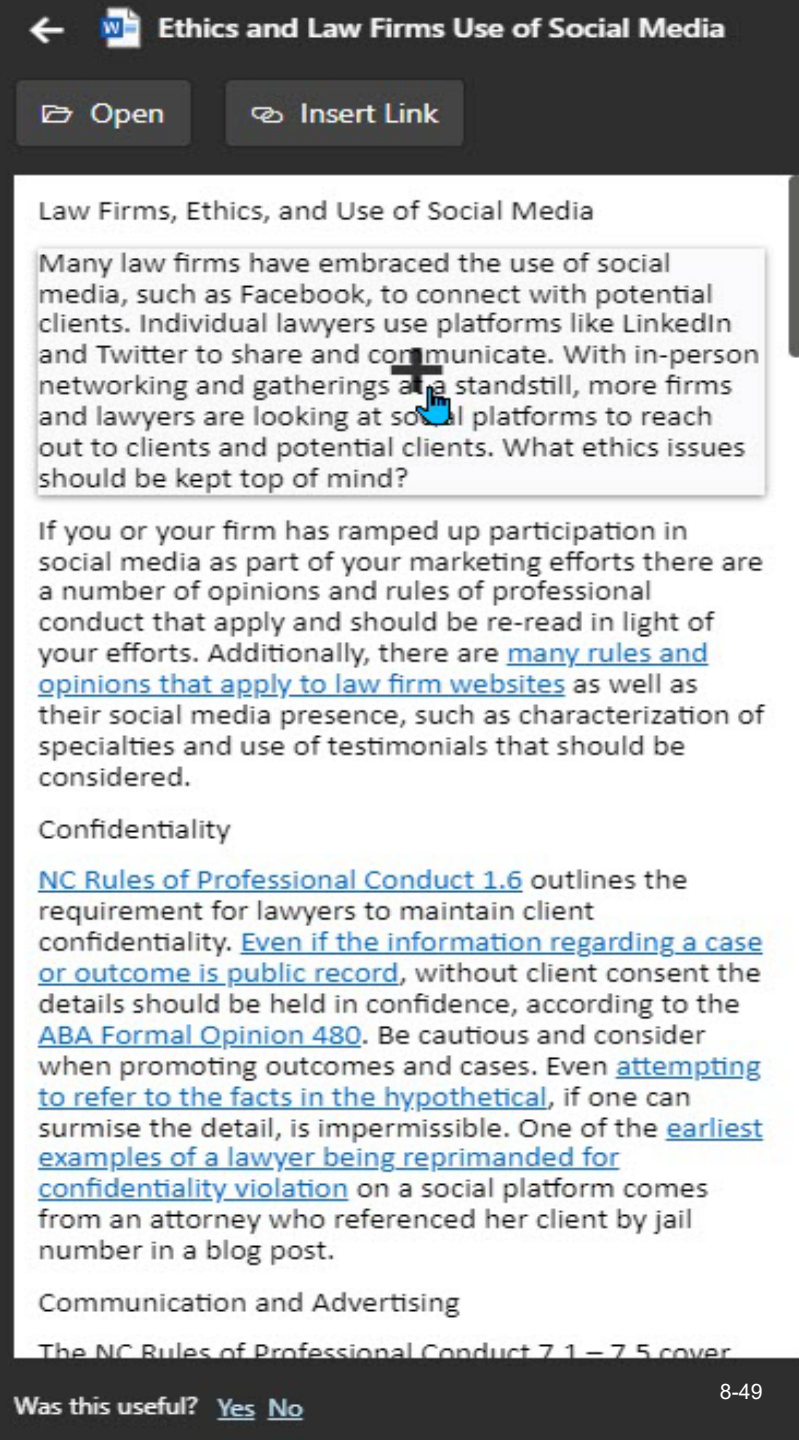 Ethics and Law Firms Use of Social Media
Open
Insert Link
Law Firms, Ethics, and Use of Social Media
Many law firms have embraced the use of social
media, such as Facebook, to connect with potential
clients. Individual lawyers use platforms like LinkedIn
and Twitter to share and communicate. With in-person
networking and gatherings at a standstill, more firms
and lawyers are looking at social platforms to reach
out to clients and potential clients. What ethics issues
should be kept top of mind?
If you or your firm has ramped up participation in
social media as part of your marketing efforts there are
a number of opinions and rules of professional
conduct that apply and should be re-read in light of
your efforts. Additionally, there are many rules and
opinions that apply to law firm websites as well as
their social media presence, such as characterization of
specialties and use of testimonials that should be
considered.
Confidentiality
NC Rules of Professional Conduct 1.6 outlines the
requirement for lawyers to maintain client
confidentiality. Even if the information regarding a case
or outcome is public record, without client consent the
details should be held in confidence, according to the
ABA Formal Opinion 480. Be cautious and consider
when promoting outcomes and cases. Even attempting
to refer to the facts in the hypothetical, if one can
surmise the detail, is impermissible. One of the earliest
examples of a lawyer being reprimanded for
confidentiality violation on a social platform comes
from an attorney who referenced her client by jail
number in a blog post.
Communication and Advertising
The NC Rules of Professional Conduct 7.1 – 7.5 cover
8-49
Was this useful? Yes No